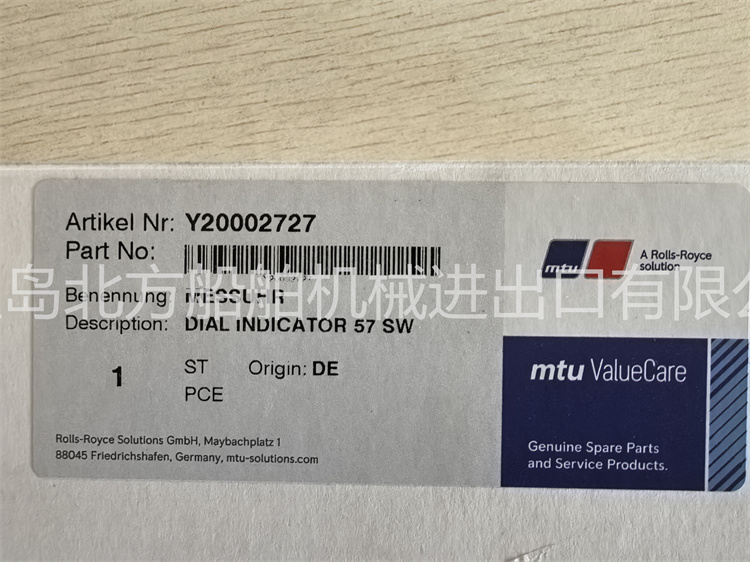 Artikel Nr: Y20002727
Part No:
Benennung: MESSUHR
Description: DIAL INDICATOR 57 SW
1 ST Origin: DE
PCE
Rolls-Royce Solutions GmbH, Maybachplatz 1
88045 Friedrichshafen, Germany, mtu-solutions.com
mtu
A Rolls-Royce
solution
mtu ValueCare
Genuine Spare Parts
and Service Products.
岛北方船舶机械进出口有限公